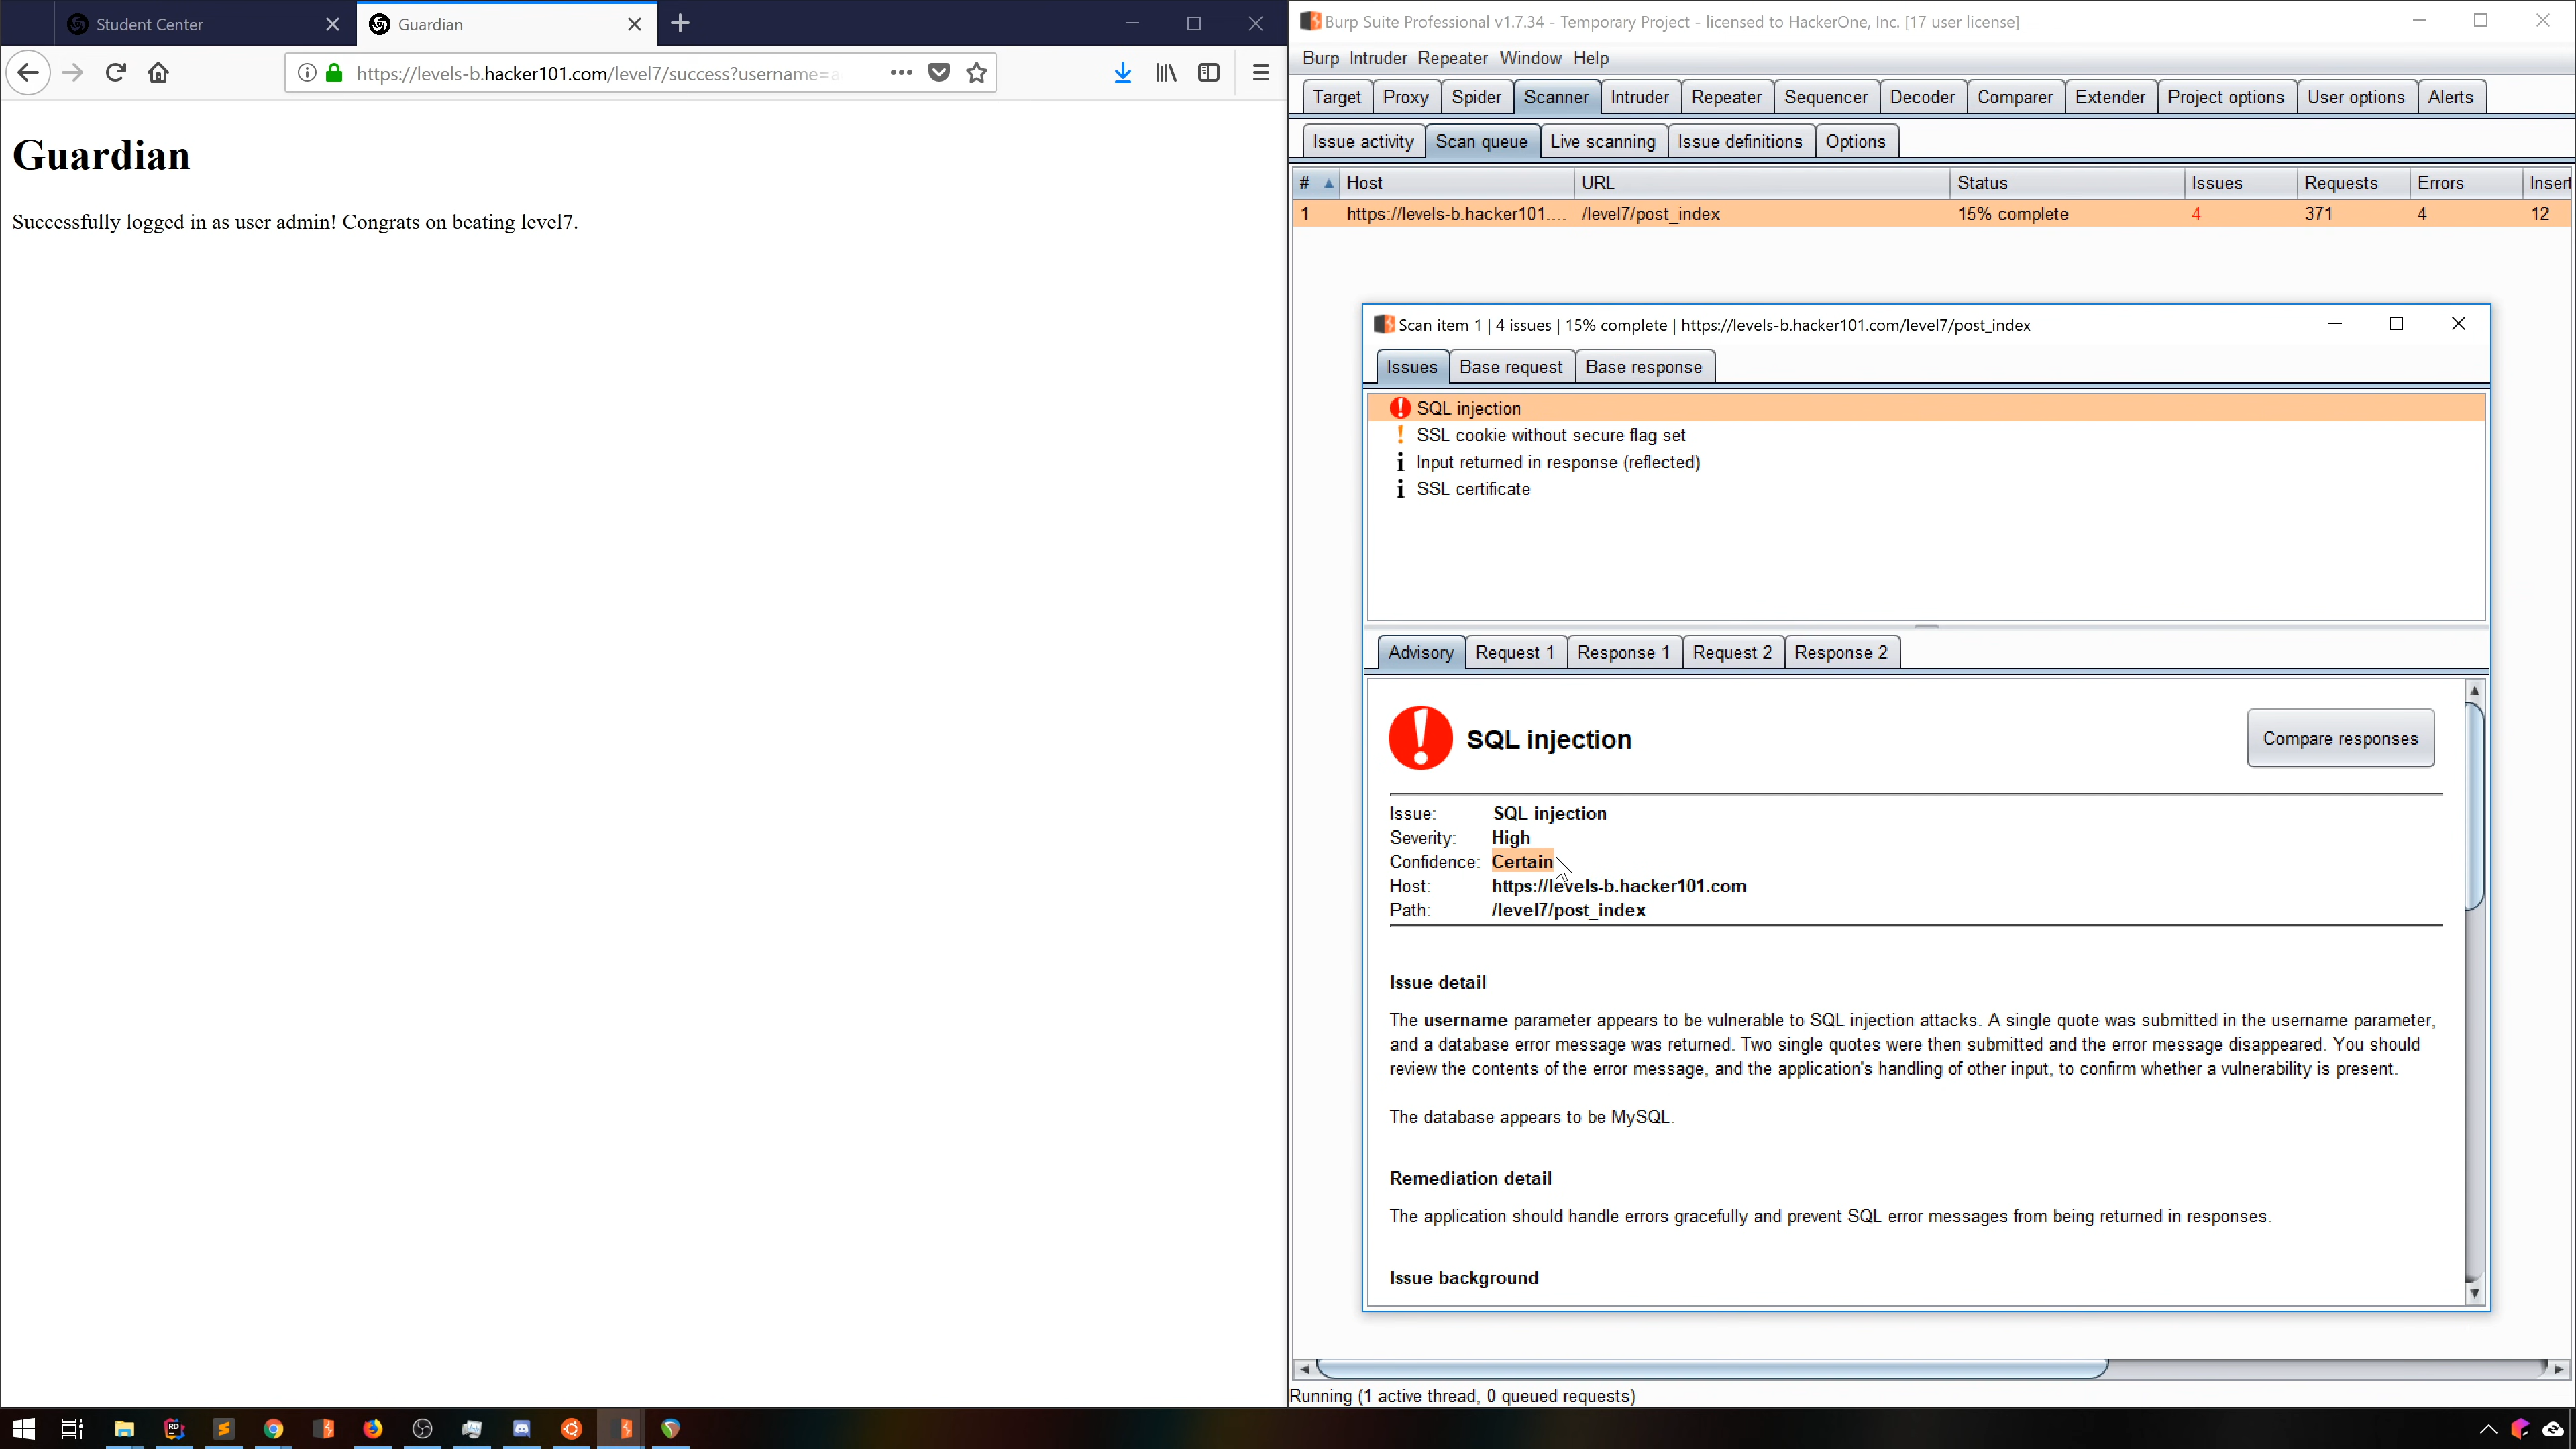 Student Center
Guardian
https://levels-b.hacker101.com/level7/success?username=a
Guardian
Successfully logged in as user admin! Congrats on beating level7.
Burp Suite Professional v1.7.34 - Temporary Project - licensed to HackerOne, Inc. [17 user license]
Burp Intruder Repeater Window Help
Target Proxy Spider Scanner Intruder Repeater Sequencer Decoder Comparer Extender Project options User options Alerts
Issue activity Scan queue Live scanning Issue definitions Options
# Host URL Status Issues Requests Errors Insert
1 https://levels-b.hacker101.... /level7/post_index 15% complete 4 371 4 12
Scan item 1 | 4 issues | 15% complete | https://levels-b.hacker101.com/level7/post_index
Issues Base request Base response
SQL injection
SSL cookie without secure flag set
Input returned in response (reflected)
SSL certificate
Advisory Request 1 Response 1 Request 2 Response 2
SQL injection
Compare responses
Issue: SQL injection
Severity: High
Confidence: Certain
Host: https://levels-b.hacker101.com
Path: /level7/post_index
Issue detail
The username parameter appears to be vulnerable to SQL injection attacks. A single quote was submitted in the username parameter,
and a database error message was returned. Two single quotes were then submitted and the error message disappeared. You should
review the contents of the error message, and the application's handling of other input, to confirm whether a vulnerability is present.
The database appears to be MySQL.
Remediation detail
The application should handle errors gracefully and prevent SQL error messages from being returned in responses.
Issue background
Running (1 active thread, 0 queued requests)
RD